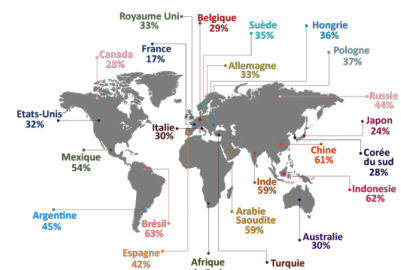 Royaume Uni
33%
Belgique
29%
Suède
35%
Hongrie
36%
France
17%
Pologne
37%
Canada
28%
Allemagne
33%
Russie
44%
Etats-Unis
32%
Italie
30%
Japon
24%
Mexique
54%
Chine
61%
Corée
du sud
28%
Inde
59%
Indonesie
62%
Argentine
45%
Brésil
63%
Arabie
Saoudite
59%
Australie
30%
Espagne
42%
Afrique
Turquie